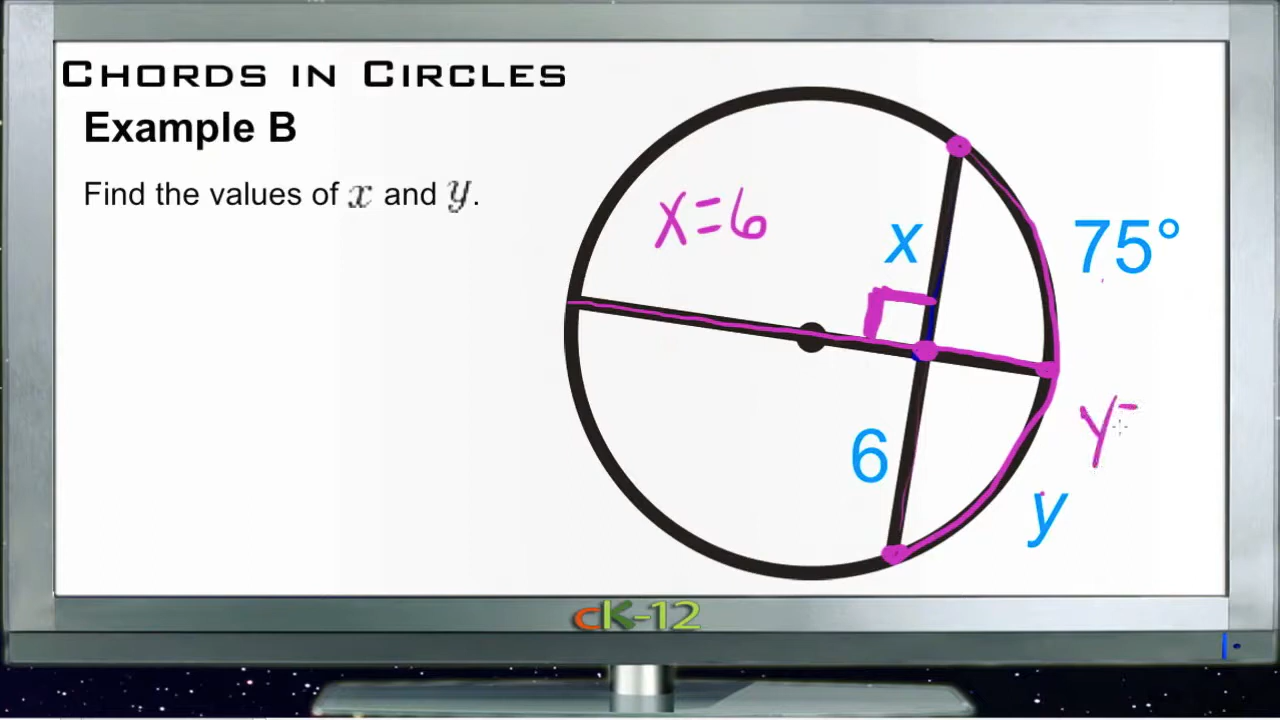 CHORDS IN CIRCLES
Example B
Find the values of x and y.
x=6
x
75°
6
y=
y
cK-12